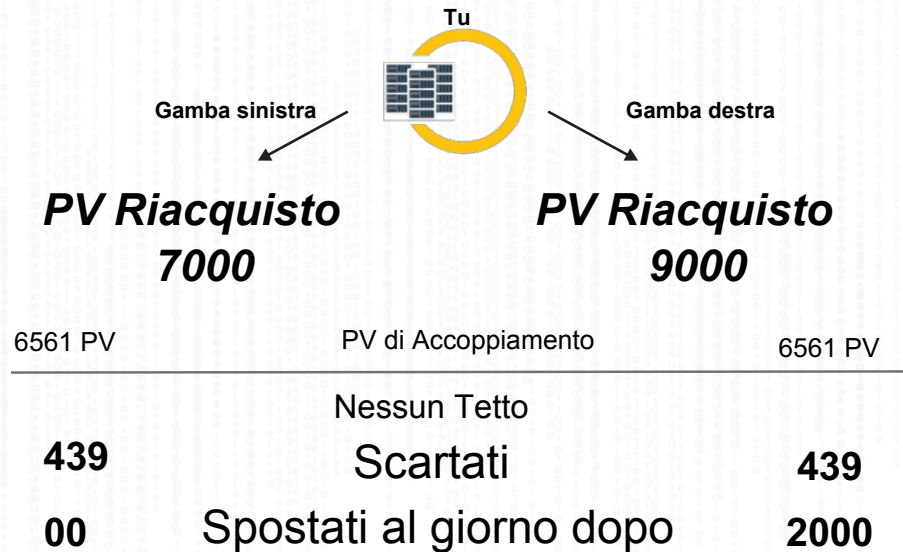 Tu
Gamba sinistra
Gamba destra
PV Riacquisto
7000
PV Riacquisto
9000
6561 PV
PV di Accoppiamento
6561 PV
Nessun Tetto
439
Scartati
439
00
Spostati al giorno dopo
2000